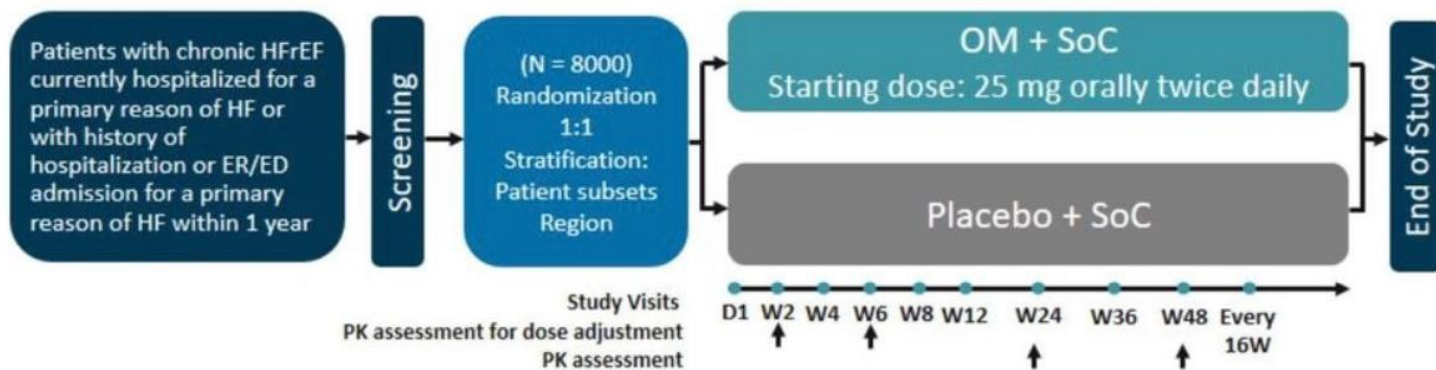 Patients with chronic HFrEF
currently hospitalized for a
primary reason of HF or
with history of
hospitalization or ER/ED
admission for a primary
reason of HF within 1 year
Screening
(N = 8000)
Randomization
1:1
Stratification:
Patient subsets
Region
OM + SoC
Starting dose: 25 mg orally twice daily
Placebo + SoC
End of Study
Study Visits
D1 W2 W4 W6 W8 W12 W24 W36 W48 Every
16W
PK assessment for dose adjustment
PK assessment